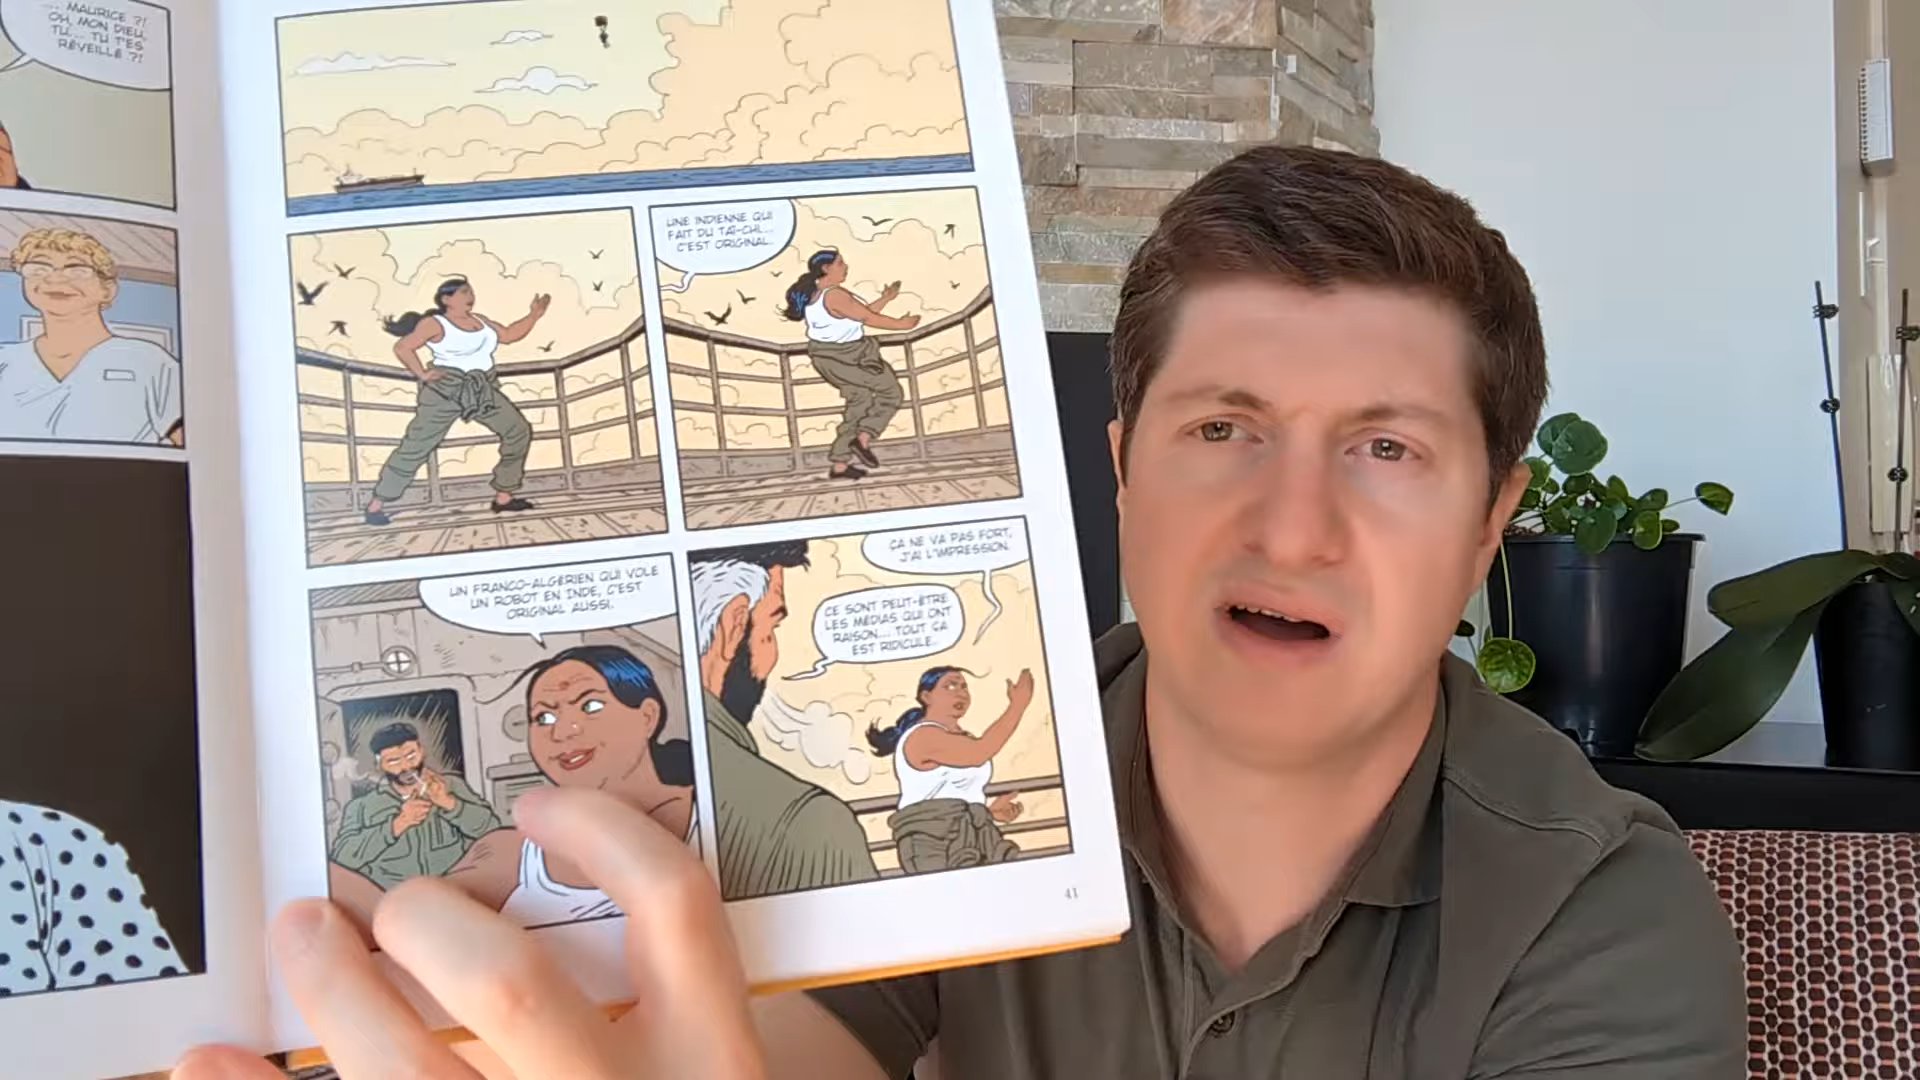 ... MAURICE ?!
OH, MON DIEU,
TU... TU T'ES
RÉVEILLÉ ?!
UNE INDIENNE QUI
FAIT DU TAÏ-CHI...
C'EST ORIGINAL.
UN FRANCO-ALGÉRIEN QUI VOLE
UN ROBOT EN INDE, C'EST
ORIGINAL AUSSI.
ÇA NE VA PAS FORT,
J'AI L'IMPRESSION.
CE SONT PEUT-ÊTRE
LES MÉDIAS QUI ONT
RAISON... TOUT ÇA
EST RIDICULE.
41